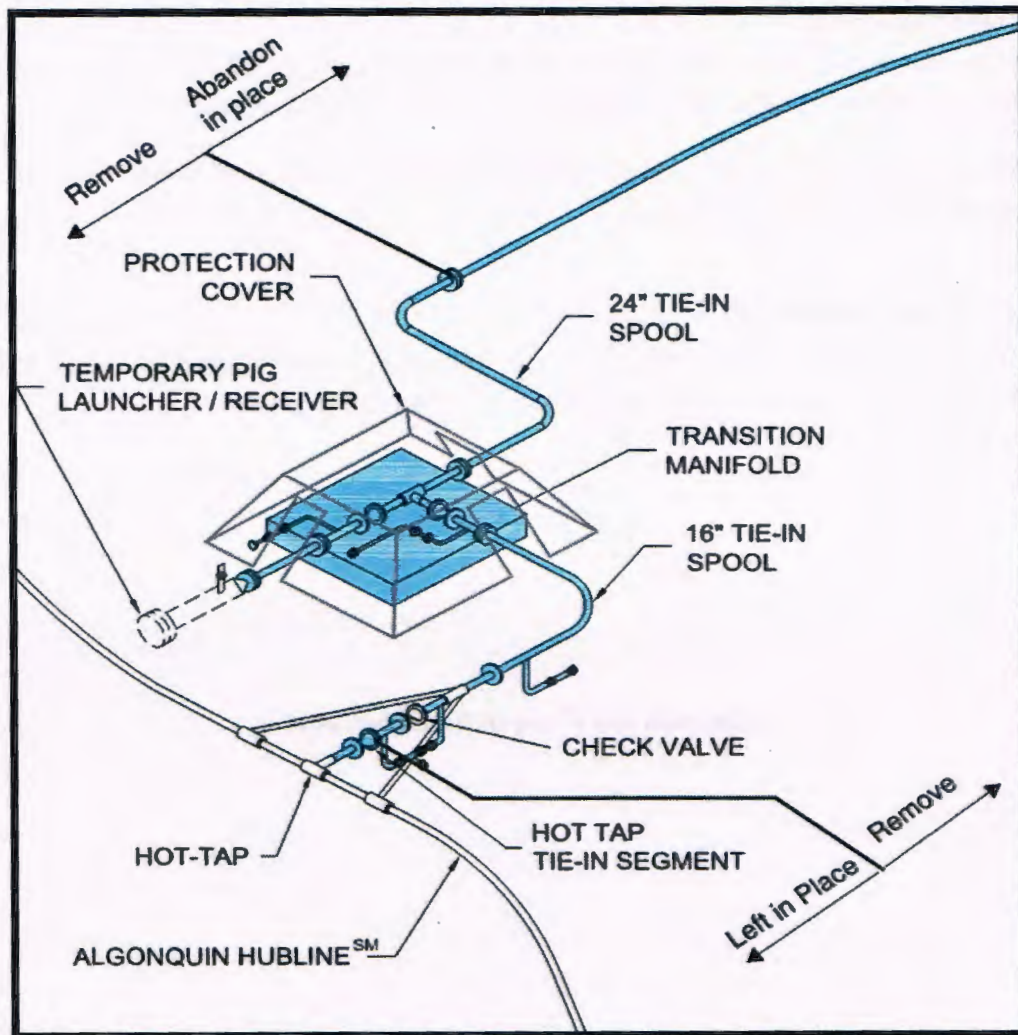 Abandon
in place
Remove
PROTECTION
COVER
24" TIE-IN
SPOOL
TEMPORARY PIG
LAUNCHER / RECEIVER
TRANSITION
MANIFOLD
16" TIE-IN
SPOOL
CHECK VALVE
HOT-TAP
HOT TAP
TIE-IN SEGMENT
Remove
Left in Place
ALGONQUIN HUBLINE SM